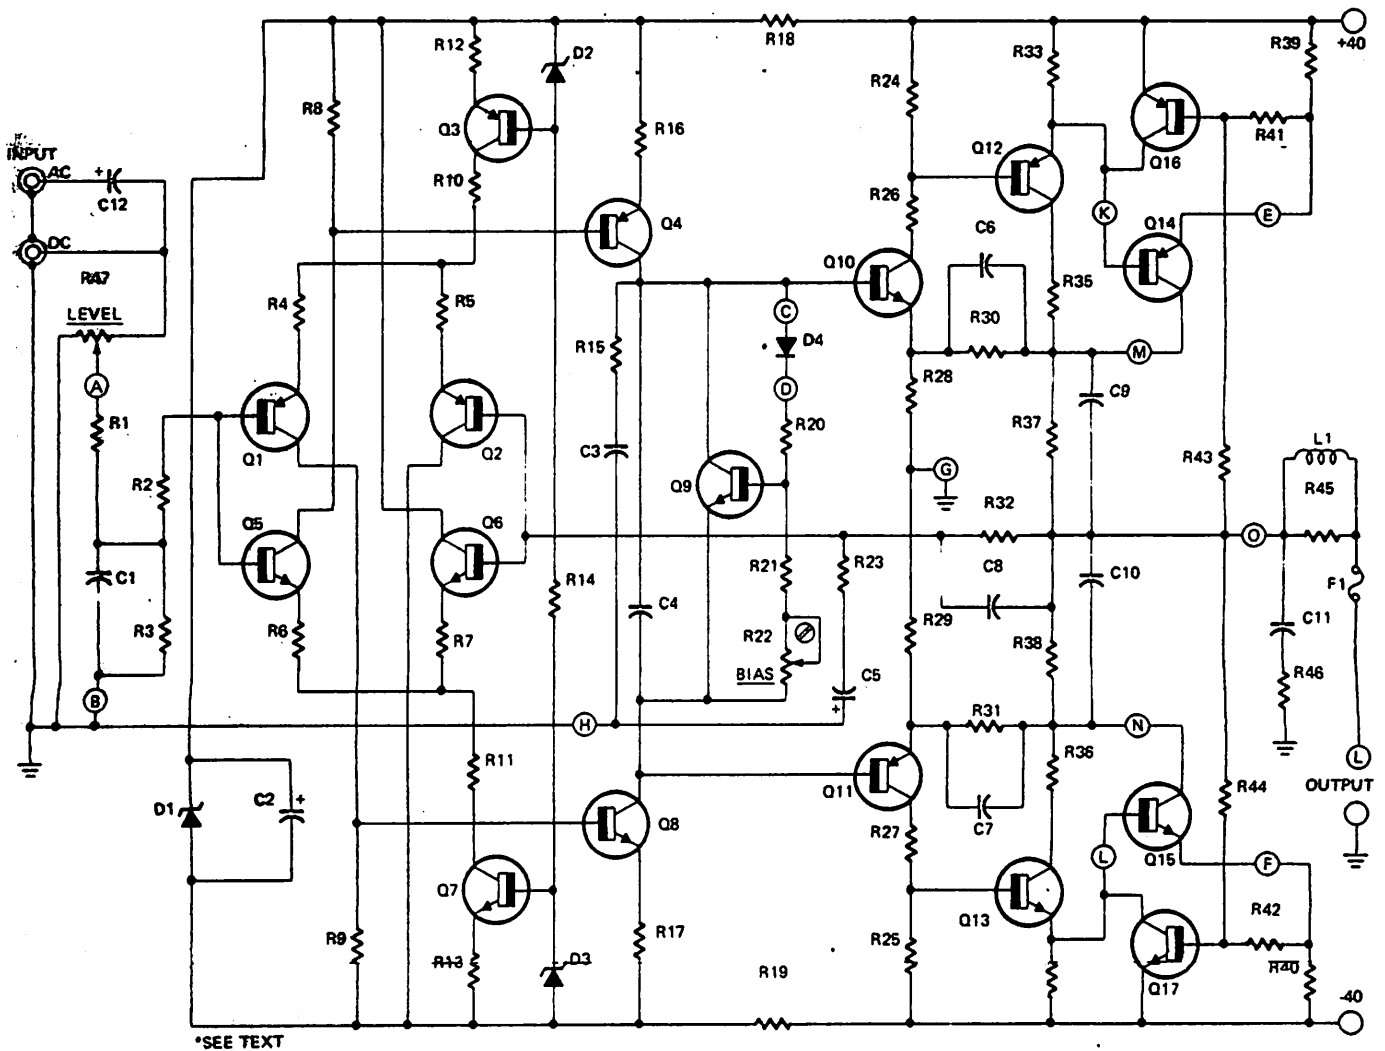 R18
+40
R12
D2
R33
R39
R8
R24
Q3
R16
Q12
Q16
R41
INPUT
AC
+
C12
R10
R26
K
E
DC
Q4
C6
Q14
R47
R4
R5
Q10
R35
LEVEL
C
R30
M
R15
D4
A
R28
D
C9
R1
R20
R37
L1
Q1
Q2
C3
R43
R2
Q9
G
R45
Q5
Q6
R32
O
C1
R14
R21
R23
C8
C10
F1
R3
R6
R7
C4
R22
R29
C11
R38
BIAS
C5
R46
B
+
H
R31
N
R11
R36
L
D1
C2
+
Q11
R44
OUTPUT
Q8
R27
C7
L
Q15
F
Q7
Q13
R9
R17
R25
R42
R13
D3
R19
R40
Q17
-40
*SEE TEXT